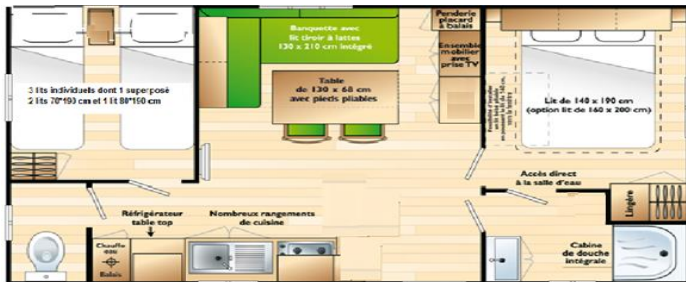 Banquette avec
lit tiroir à lattes
130 x 210 cm intégré
Penderie
placard
à balais
Ensemble
mobilier
avec
prise TV
3 lits individuels dont 1 superposé
2 lits 70*190 cm et 1 lit 80*190 cm
Table
de 130 x 68 cm
avec pieds pliables
Lit de 140 x 190 cm
(option lit de 160 x 200 cm)
Accès direct
à la salle d'eau
Lingère
Réfrigérateur
table top
Nombreux rangements
de cuisine
Chauffe
eau
Balais
Cabine
de douche
intégrale